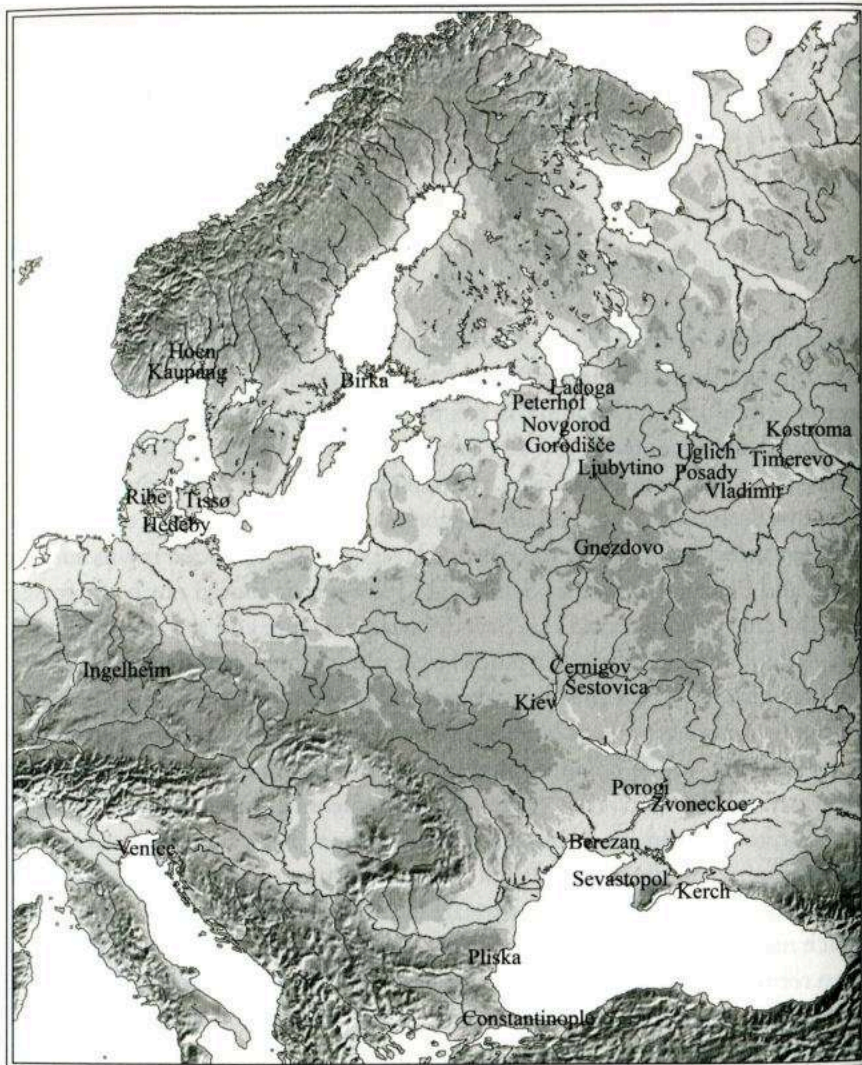 Hoen
Kaupang
Birka
Ladoga
Peterhof
Novgorod
Gorodišče
Ljubytino
Uglich
Posady
Kostroma
Timerevo
Vladimir
Ribe
Tissø
Hedeby
Gnezdovo
Ingelheim
Černigov
Šestovica
Kiev
Porogi
Zvoneckoe
Venice
Berezan
Sevastopol
Kerch
Pliska
Constantinople